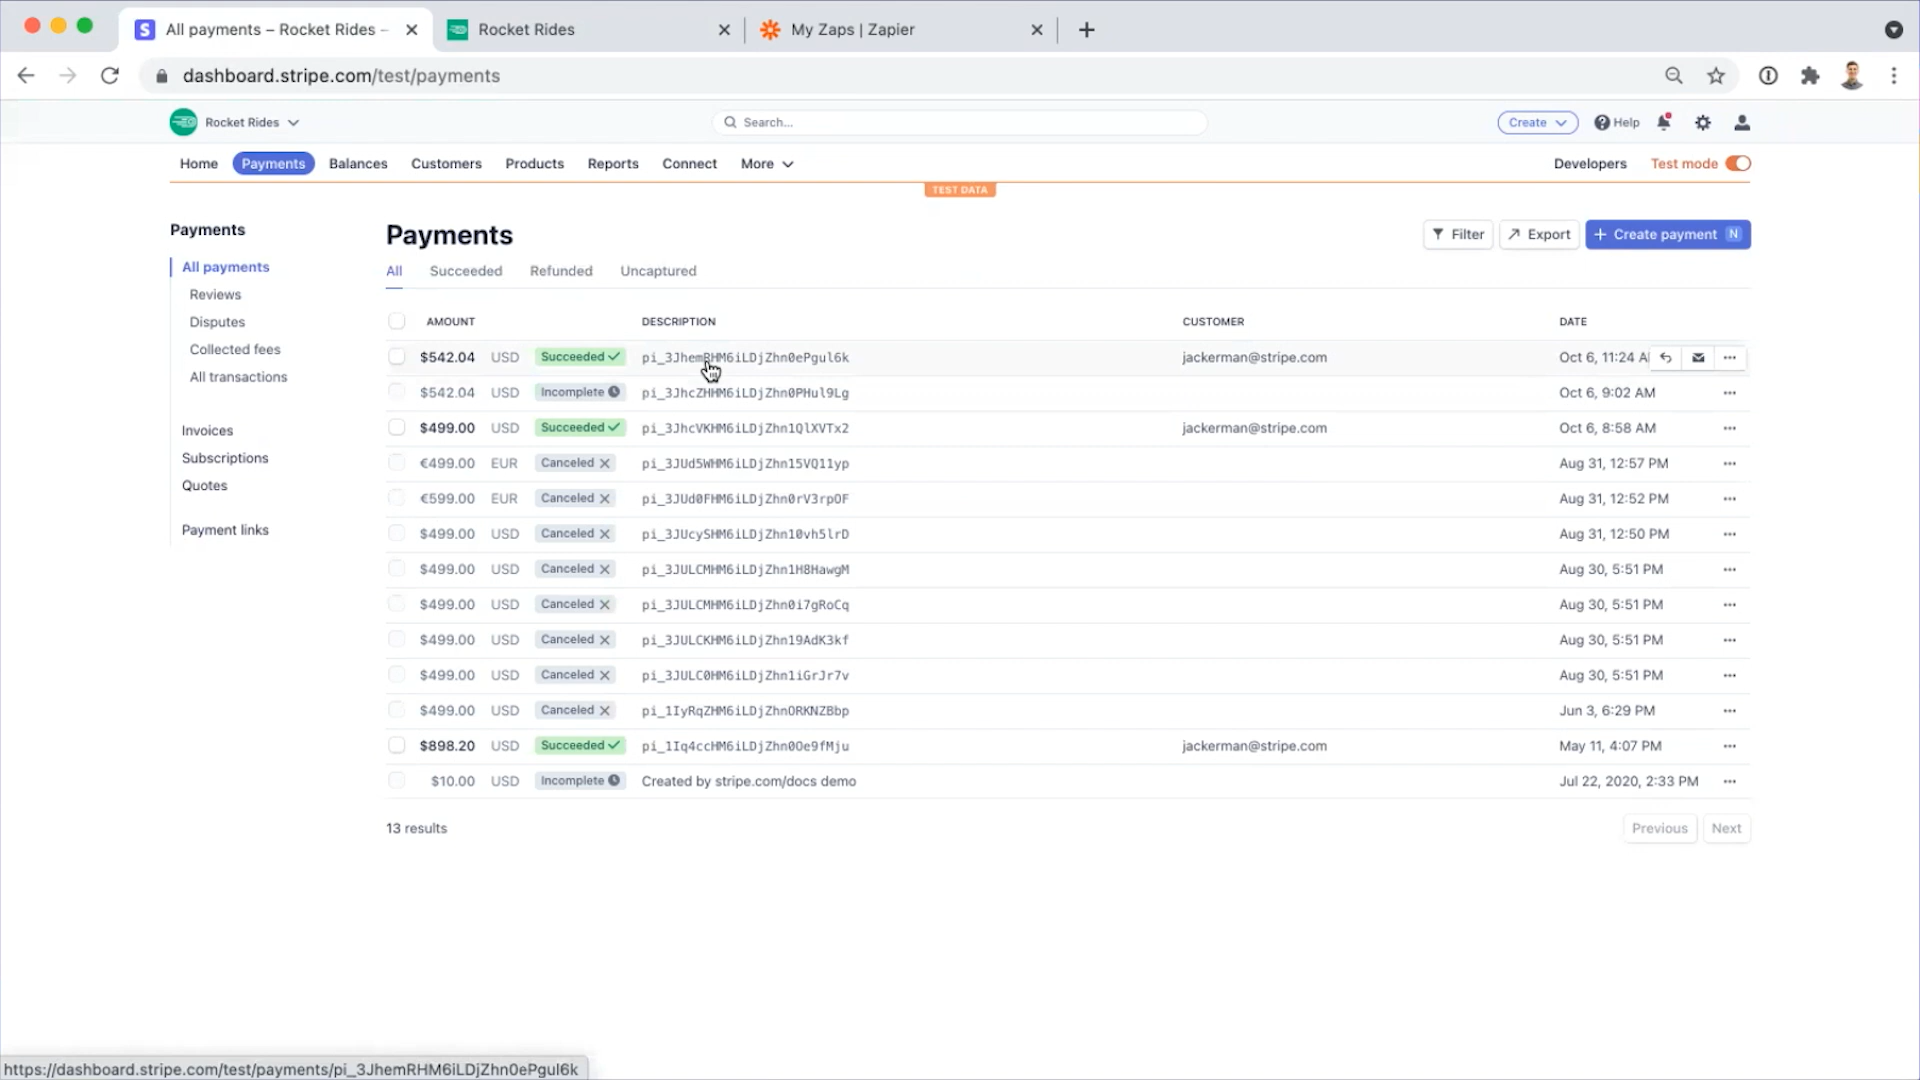 All payments – Rocket Rides –
Rocket Rides
My Zaps | Zapier
dashboard.stripe.com/test/payments
Rocket Rides
Search...
Create
Help
Home Payments Balances Customers Products Reports Connect More
Developers Test mode
TEST DATA
Payments
All payments
Reviews
Disputes
Collected fees
All transactions
Invoices
Subscriptions
Quotes
Payment links
Payments
Filter
Export
Create payment N
All Succeeded Refunded Uncaptured
AMOUNT DESCRIPTION CUSTOMER DATE
$542.04 USD Succeeded pi_3JhemRHM6iLDjZhn0ePgul6k jackerman@stripe.com Oct 6, 11:24 A
$542.04 USD Incomplete pi_3JhcZHHM6iLDjZhn0PHul9Lg Oct 6, 9:02 AM
$499.00 USD Succeeded pi_3JhcVKHM6iLDjZhn1QlXVTx2 jackerman@stripe.com Oct 6, 8:58 AM
€499.00 EUR Canceled pi_3JUd5WHM6iLDjZhn15VQ11yp Aug 31, 12:57 PM
€599.00 EUR Canceled pi_3JUd0FHM6iLDjZhn0rV3rpOF Aug 31, 12:52 PM
$499.00 USD Canceled pi_3JUcySHM6iLDjZhn10vh5lrD Aug 31, 12:50 PM
$499.00 USD Canceled pi_3JULCMHM6iLDjZhn1H8HawgM Aug 30, 5:51 PM
$499.00 USD Canceled pi_3JULCMHM6iLDjZhn0i7gRoCq Aug 30, 5:51 PM
$499.00 USD Canceled pi_3JULCKHM6iLDjZhn19AdK3kf Aug 30, 5:51 PM
$499.00 USD Canceled pi_3JULC0HM6iLDjZhn1iGrJr7v Aug 30, 5:51 PM
$499.00 USD Canceled pi_1IyRqZHM6iLDjZhnORKNZBbp Jun 3, 6:29 PM
$898.20 USD Succeeded pi_1Iq4ccHM6iLDjZhn0Oe9fMju jackerman@stripe.com May 11, 4:07 PM
$10.00 USD Incomplete Created by stripe.com/docs demo Jul 22, 2020, 2:33 PM
13 results
Previous Next
https://dashboard.stripe.com/test/payments/pi_3JhemRHM6iLDjZhn0ePgul6k